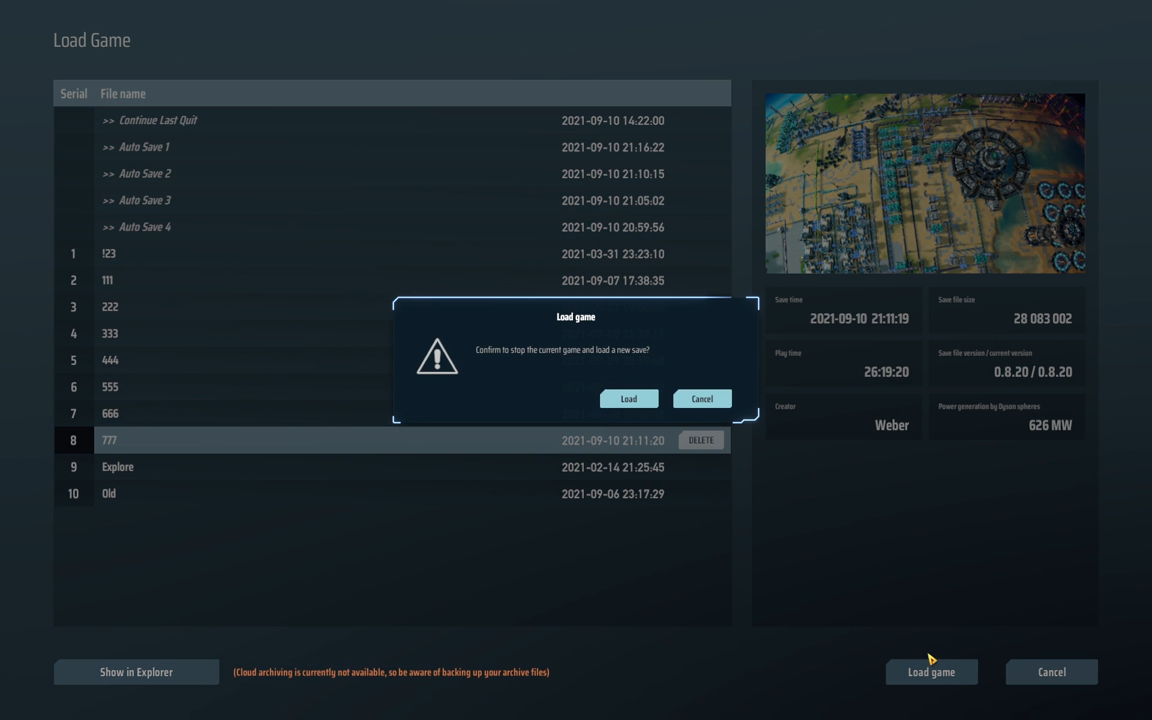 Load Game
Serial File name
>> Continue Last Quit 2021-09-10 14:22:00
>> Auto Save 1 2021-09-10 21:16:22
>> Auto Save 2 2021-09-10 21:10:15
>> Auto Save 3 2021-09-10 21:05:02
>> Auto Save 4 2021-09-10 20:59:56
1 !23 2021-03-31 23:23:10
2 111 2021-09-07 17:38:35
3 222
4 333
5 444
6 555
7 666
8 777 2021-09-10 21:11:20 DELETE
9 Explore 2021-02-14 21:25:45
10 Old 2021-09-06 23:17:29
Load game
Confirm to stop the current game and load a new save?
Load Cancel
Save time
2021-09-10 21:11:19
Save file size
28 083 002
Play time
26:19:20
Save file version / current version
0.8.20 / 0.8.20
Creator
Weber
Power generation by Dyson spheres
626 MW
Show in Explorer (Cloud archiving is currently not available, so be aware of backing up your archive files) Load game Cancel